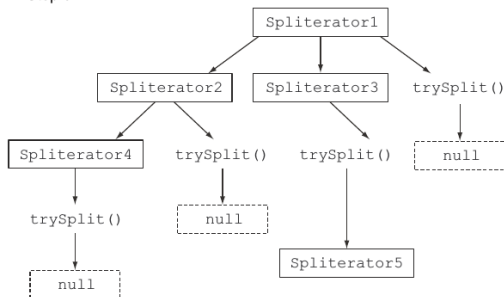 Spliterator1
Spliterator2
Spliterator3
trySplit()
Spliterator4
trySplit()
trySplit()
null
trySplit()
null
Spliterator5
null